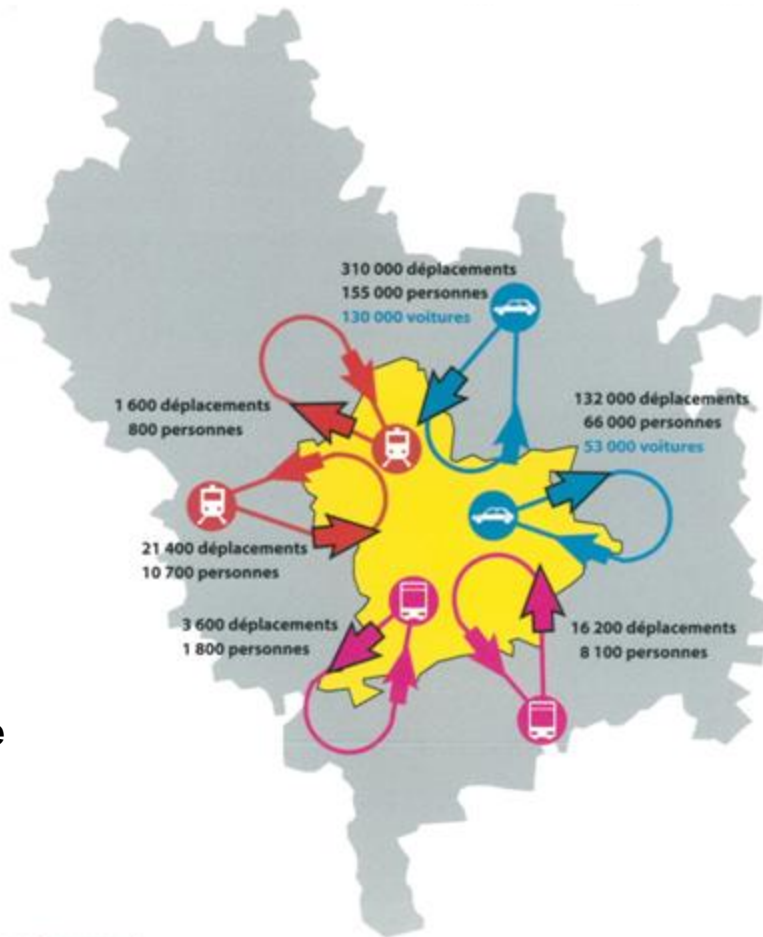 310 000 déplacements
155 000 personnes
130 000 voitures
1 600 déplacements
800 personnes
132 000 déplacements
66 000 personnes
53 000 voitures
21 400 déplacements
10 700 personnes
3 600 déplacements
1 800 personnes
16 200 déplacements
8 100 personnes
e